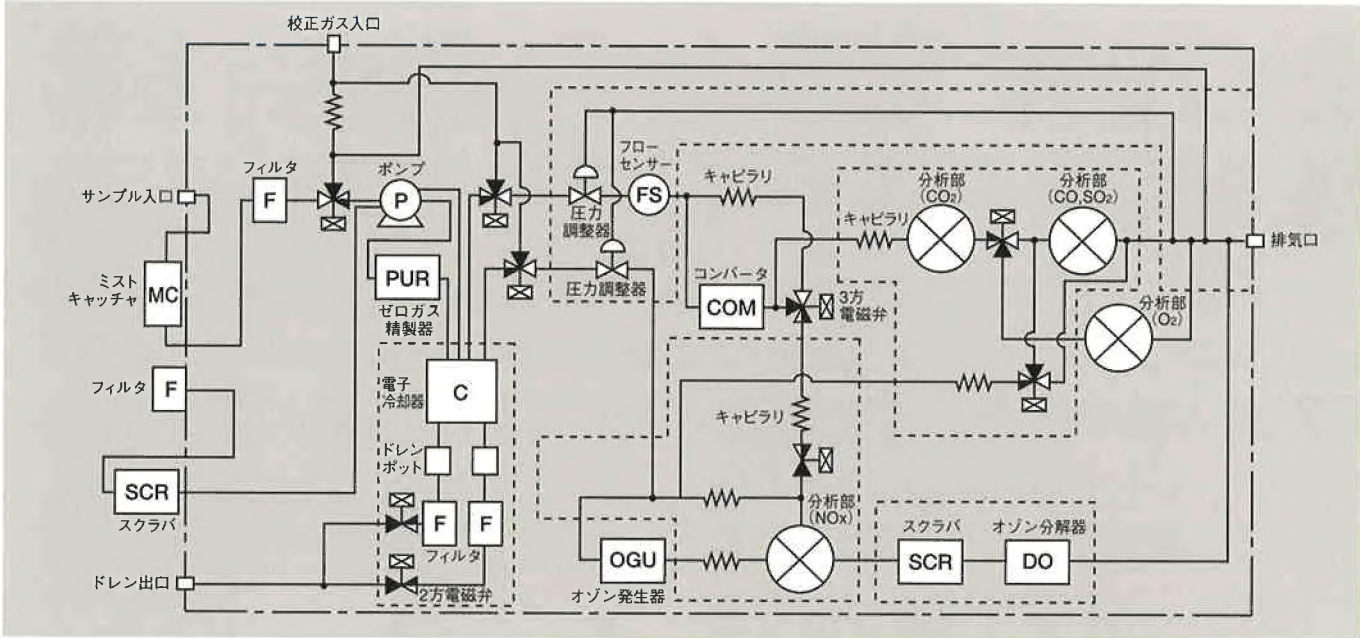 校正ガス入口
フィルタ
F
ポンプ
P
サンプル入口
ミスト
キャッチャ
MC
PUR
ゼロガス
精製器
フィルタ
F
SCR
スクラバ
ドレン出口
電子
冷却器
C
ドレン
ポット
F
F
フィルタ
2方電磁弁
圧力
調整器
圧力調整器
フロー
センサー
FS
キャピラリ
コンバータ
COM
3方
電磁弁
キャピラリ
分析部
(CO2)
分析部
(CO,SO2)
キャピラリ
分析部
(O2)
排気口
OGU
オゾン発生器
分析部
(NOx)
スクラバ
SCR
オゾン分解器
DO